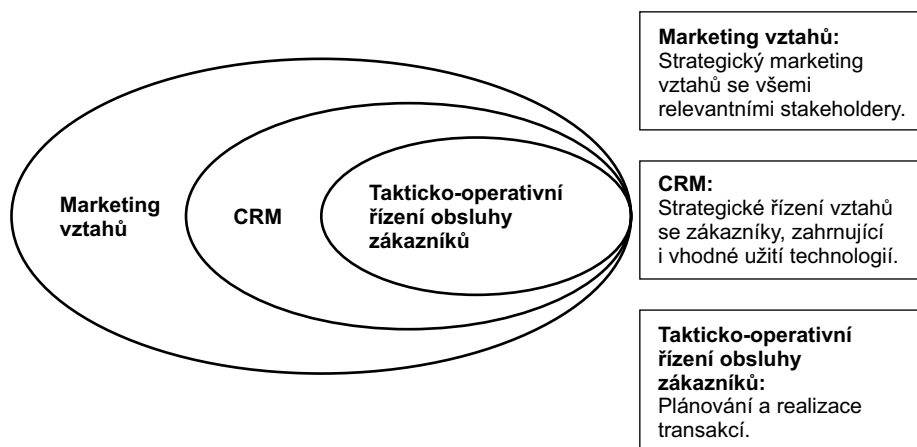 Marketing
vztahů
CRM
Takticko-operativní
řízení obsluhy
zákazníků
Marketing vztahů:
Strategický marketing
vztahů se všemi
relevantními stakeholdery.
CRM:
Strategické řízení vztahů
se zákazníky, zahrnující
i vhodné užití technologií.
Takticko-operativní
řízení obsluhy
zákazníků:
Plánování a realizace
transakcí.